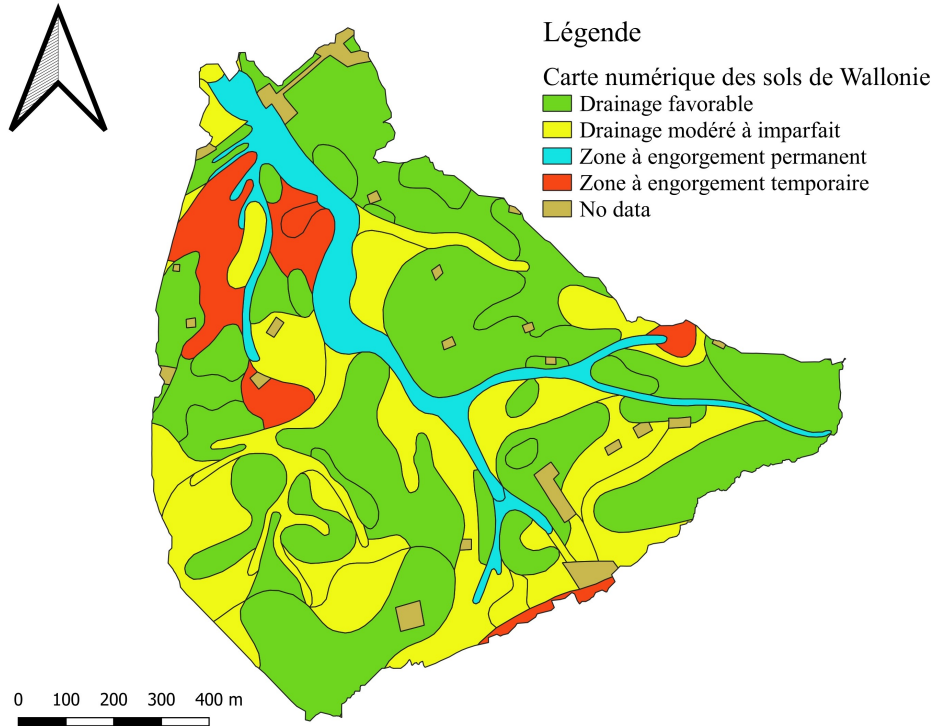 Légende
Carte numérique des sols de Wallonie
Drainage favorable
Drainage modéré à imparfait
Zone à engorgement permanent
Zone à engorgement temporaire
No data
0 100 200 300 400 m